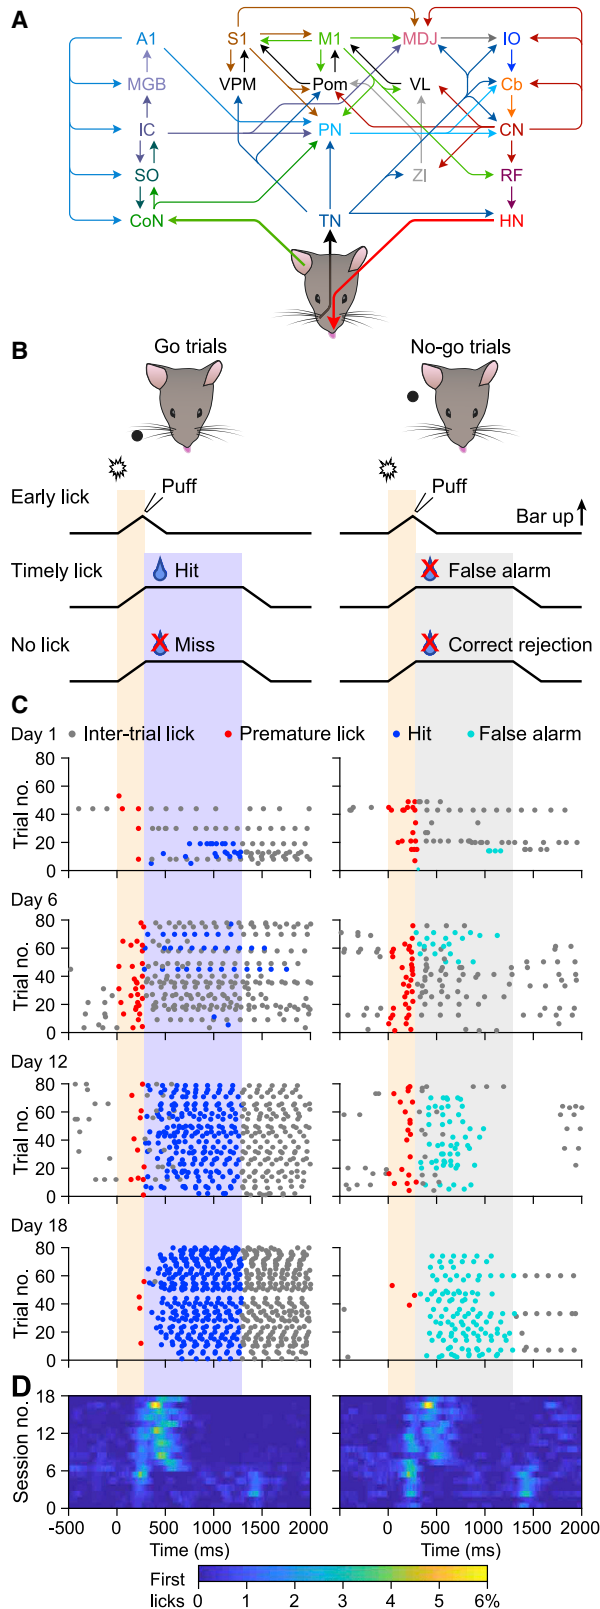 A
A1 S1 M1 MDJ IO
MGB VPM Pom VL Cb
IC PN CN
SO ZI RF
CoN TN HN
B
Go trials No-go trials
Early lick Puff Puff
Bar up
Timely lick Hit False alarm
No lick Miss Correct rejection
C
Day 1 Inter-trial lick Premature lick Hit False alarm
Trial no.
80
60
40
20
0
Day 6
Trial no.
80
60
40
20
0
Day 12
Trial no.
80
60
40
20
0
Day 18
Trial no.
80
60
40
20
0
D
Session no.
18
12
6
0
-500 0 500 1000 1500 2000 0 500 1000 1500 2000
Time (ms) Time (ms)
First
licks
0 1 2 3 4 5 6%